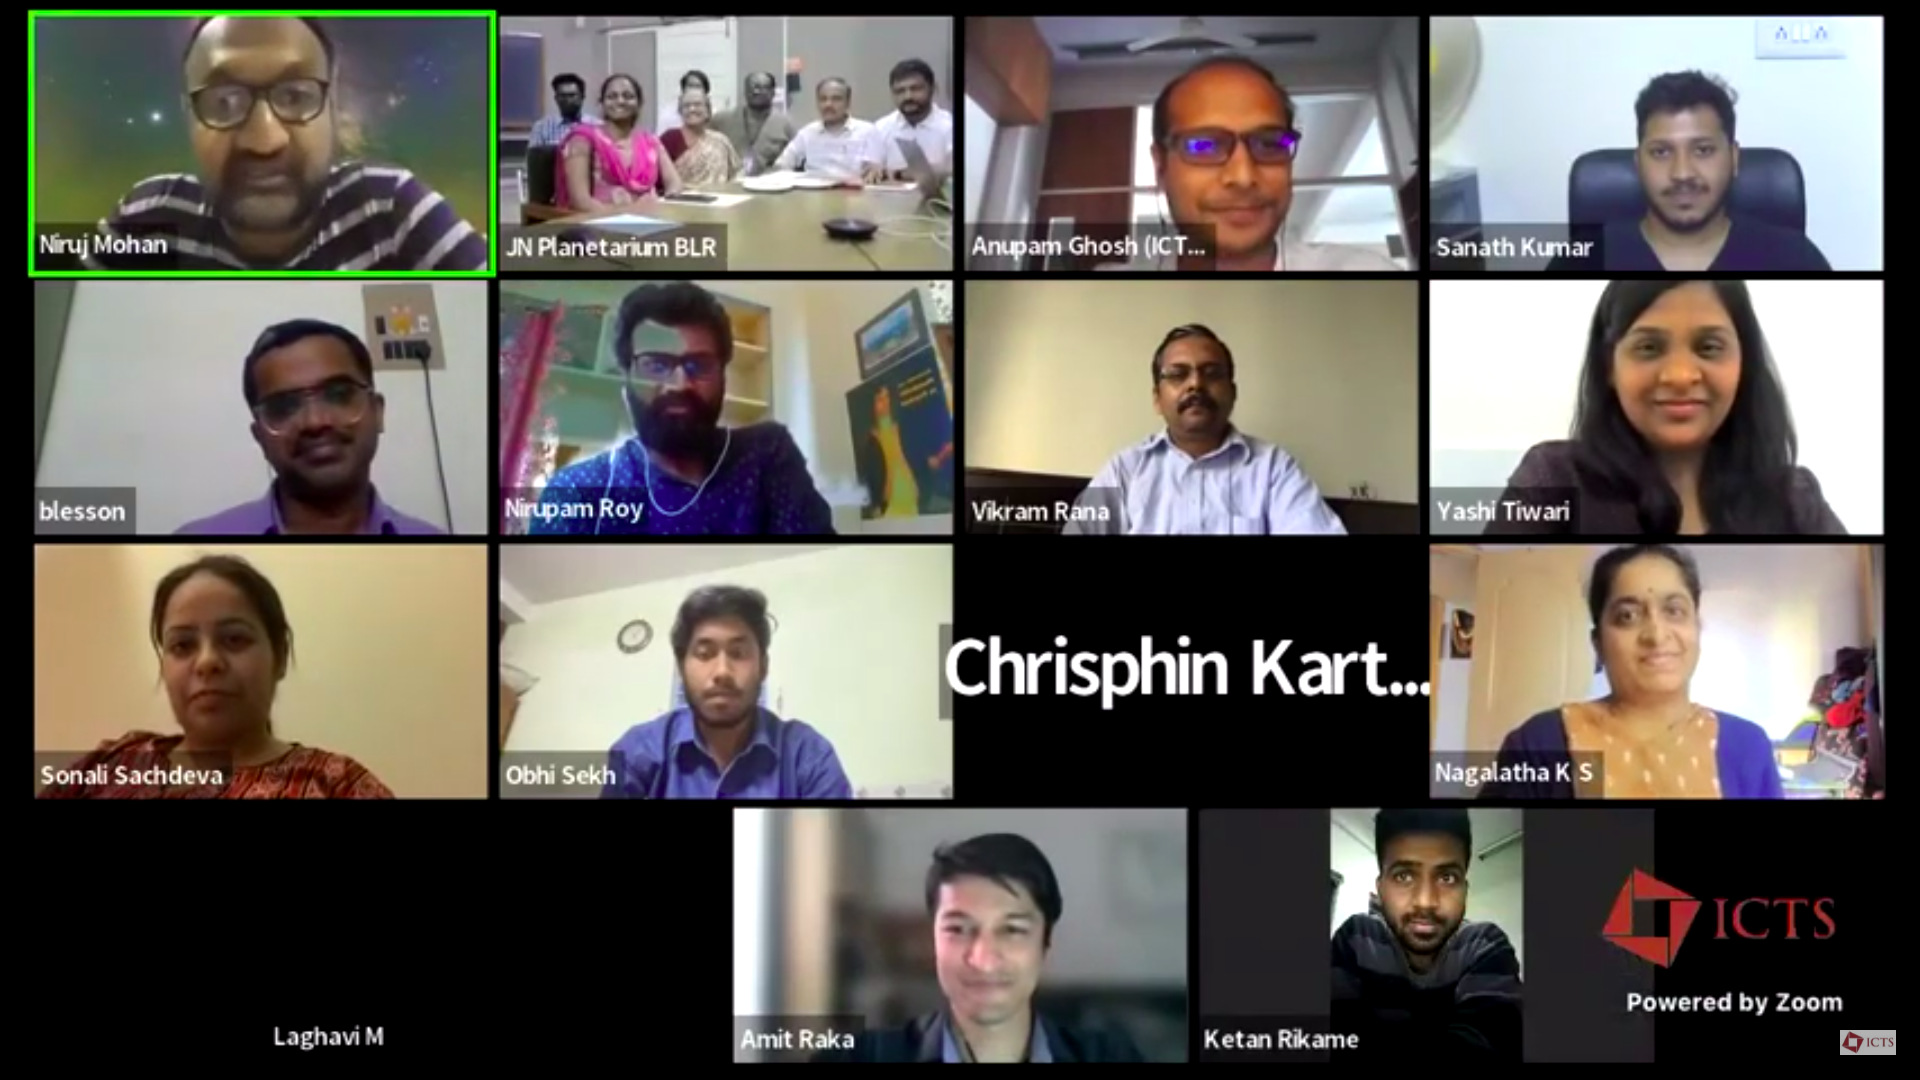 Niruj Mohan
JN Planetarium BLR
Anupam Ghosh (ICT...
Sanath Kumar
blesson
Nirupam Roy
Vikram Rana
Yashi Tiwari
Sonali Sachdeva
Obhi Sekh
Chrisphin Kart...
Nagalatha K S
Laghavi M
Amit Raka
Ketan Rikame
ICTS
Powered by Zoom
ICTS